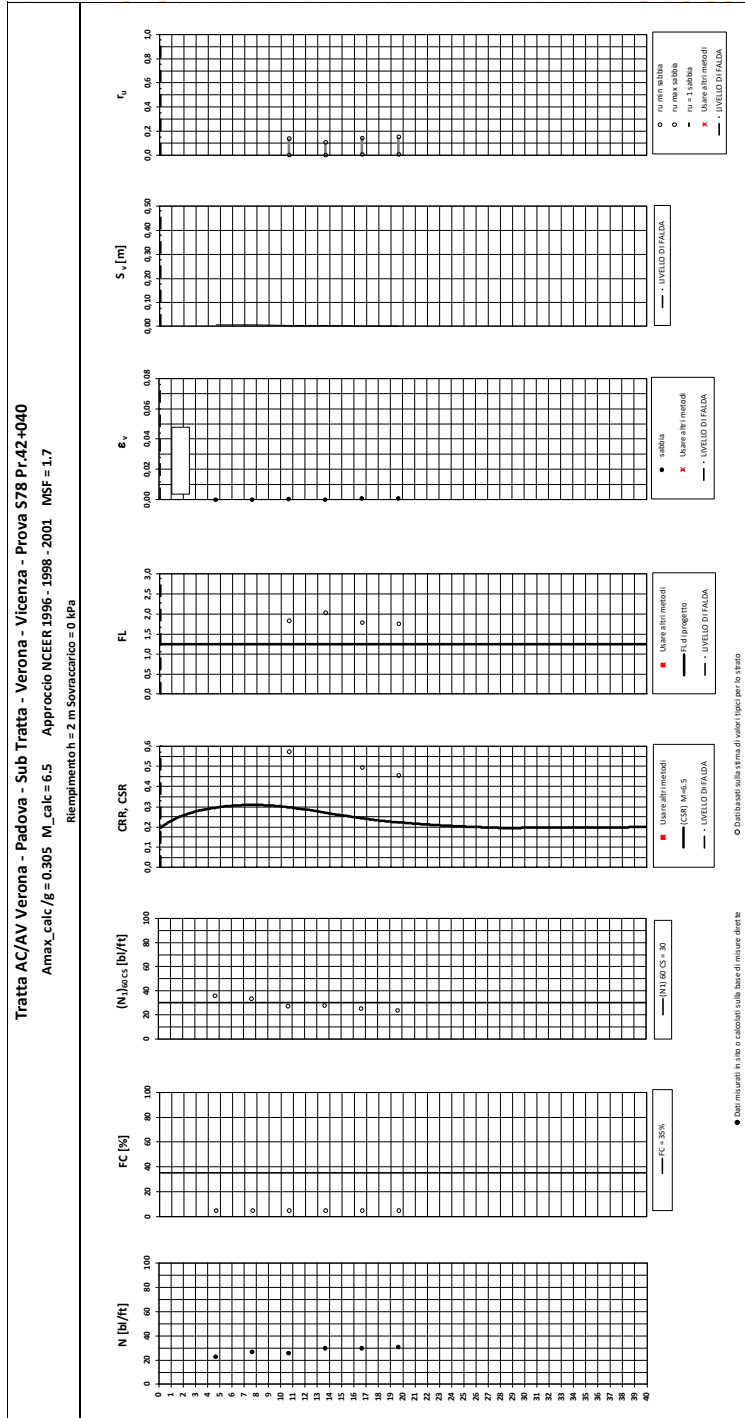 Tratta AC/AV Verona - Padova - Sub Tratta - Verona - Vicenza - Prova S78 Pr.42+040
Amax_calc /g = 0.305 M_calc = 6.5 Approccio NCEER 1996 - 1998 - 2001 MSF = 1.7
Riempimento h = 2 m Sovraccarico = 0 kPa
N [bl/ft]
0 20 40 60 80 100
0 1 2 3 4 5 6 7 8 9 10 11 12 13 14 15 16 17 18 19 20 21 22 23 24 25 26 27 28 29 30 31 32 33 34 35 36 37 38 39 40
FC [%]
0 20 40 60 80 100
FC = 35%
(N₁)₆₀cs [bl/ft]
0 20 40 60 80 100
(N1) 60 CS = 30
CRR, CSR
0,0 0,1 0,2 0,3 0,4 0,5 0,6
Usare altri metodi
(CSR) M=6.5
LIVELLO DI FALDA
FL
0,0 0,5 1,0 1,5 2,0 2,5 3,0
Usare altri metodi
FL di progetto
LIVELLO DI FALDA
εᵥ
0,00 0,02 0,04 0,06 0,08
sabbia
Usare altri metodi
LIVELLO DI FALDA
Sᵥ [m]
0,00 0,10 0,20 0,30 0,40 0,50
LIVELLO DI FALDA
rᵤ
0,0 0,2 0,4 0,6 0,8 1,0
ru min sabbia
ru max sabbia
ru = 1 sabbia
Usare altri metodi
LIVELLO DI FALDA
● Dati misurati in sito o calcolati sulla base di misure dirette
O Dati basati sulla stima di valori tipici per lo strato